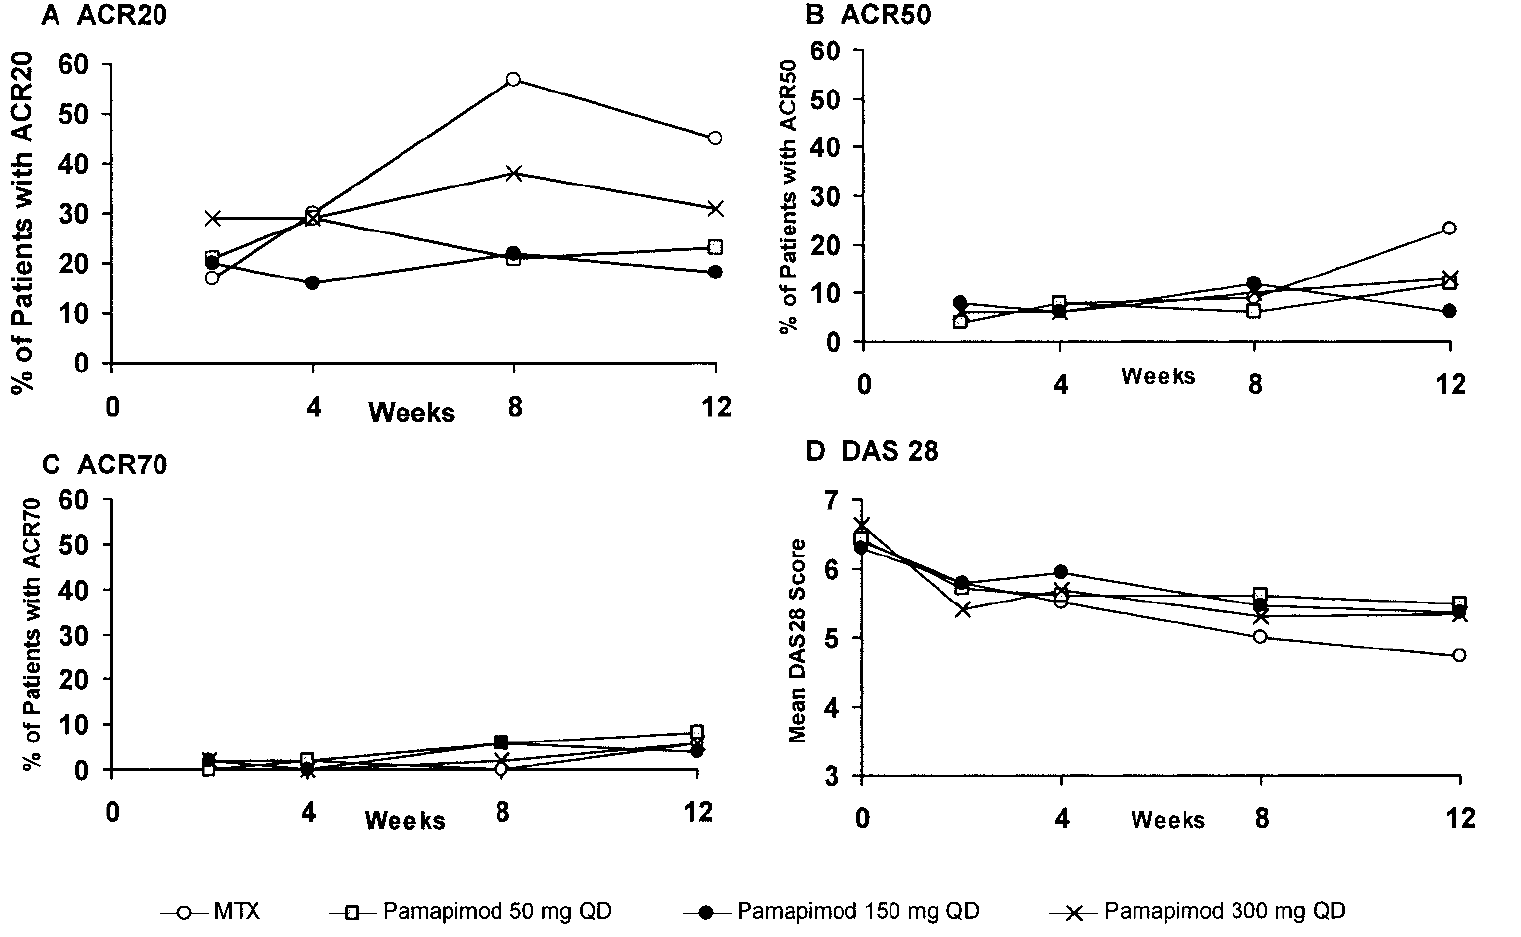 A ACR20
% of Patients with ACR20
60
50
40
30
20
10
0
0 4 8 12
Weeks
B ACR50
% of Patients with ACR50
60
50
40
30
20
10
0
0 4 8 12
Weeks
C ACR70
% of Patients with ACR70
60
50
40
30
20
10
0
0 4 8 12
Weeks
D DAS 28
Mean DAS28 Score
7
6
5
4
3
0 4 8 12
Weeks
MTX Pamapimod 50 mg QD Pamapimod 150 mg QD Pamapimod 300 mg QD